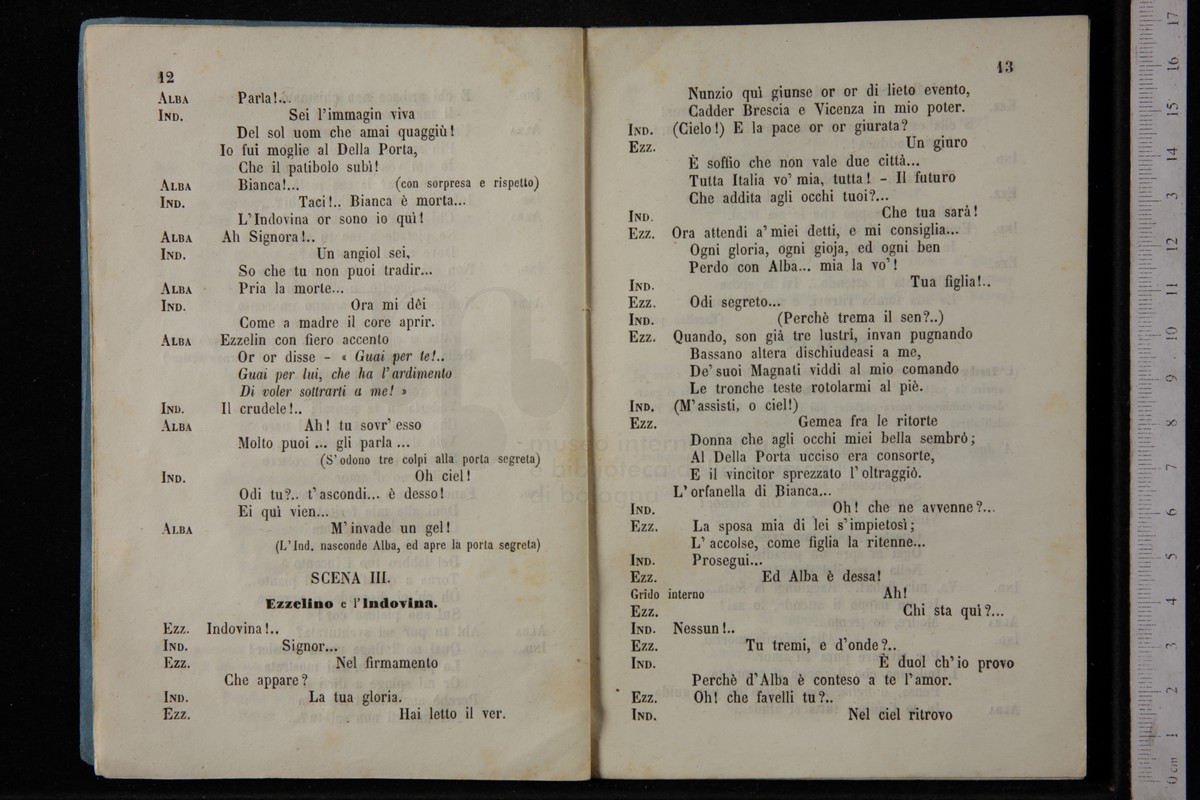 12
ALBA Parla!...
IND. Sei l'immagin viva
Del sol uom che amai quaggiù!
Io fui moglie al Della Porta,
Che il patibolo subì!
ALBA Bianca!... (con sorpresa e rispetto)
IND. Taci!.. Bianca è morta...
L'Indovina or sono io quì!
ALBA Ah Signora!..
IND. Un angiol sei,
So che tu non puoi tradir...
ALBA Pria la morte...
IND. Ora mi dêi
Come a madre il core aprir.
ALBA Ezzelin con fiero accento
Or or disse - « Guai per te!..
Guai per lui, che ha l'ardimento
Di voler sottrarti a me! »
IND. Il crudele!..
ALBA Ah! tu sovr' esso
Molto puoi ... gli parla ...
(S'odono tre colpi alla porta segreta)
IND. Oh ciel!
Odi tu?.. t'ascondi... è desso!
Ei quì vien...
ALBA M'invade un gel!
(L'Ind. nasconde Alba, ed apre la porta segreta)
SCENA III.
Ezzelino e l'Indovina.
EZZ. Indovina!..
IND. Signor...
EZZ. Nel firmamento
Che appare?
IND. La tua gloria.
EZZ. Hai letto il ver.
13
Nunzio quì giunse or or di lieto evento,
Cadder Brescia e Vicenza in mio poter.
IND. (Cielo!) E la pace or or giurata?
EZZ. Un giuro
È soffio che non vale due città...
Tutta Italia vo' mia, tutta! - Il futuro
Che addita agli occhi tuoi?...
IND. Che tua sarà!
EZZ. Ora attendi a' miei detti, e mi consiglia...
Ogni gloria, ogni gioja, ed ogni ben
Perdo con Alba... mia la vo'!
IND. Tua figlia!..
EZZ. Odi segreto...
IND. (Perchè trema il sen?..)
EZZ. Quando, son già tre lustri, invan pugnando
Bassano altera dischiudeasi a me,
De' suoi Magnati viddi al mio comando
Le tronche teste rotolarmi al piè.
IND. (M'assisti, o ciel!)
EZZ. Gemea fra le ritorte
Donna che agli occhi miei bella sembrò;
Al Della Porta ucciso era consorte,
E il vincitor sprezzato l'oltraggiò.
L'orfanella di Bianca...
IND. Oh! che ne avvenne?...
EZZ. La sposa mia di lei s'impietosì;
L'accolse, come figlia la ritenne...
IND. Prosegui...
EZZ. Ed Alba è dessa!
Grido interno Ah!
EZZ. Chi sta quì?...
IND. Nessun!..
EZZ. Tu tremi, e d'onde?..
IND. È duol ch'io provo
Perchè d'Alba è conteso a te l'amor.
EZZ. Oh! che favelli tu?..
IND. Nel ciel ritrovo